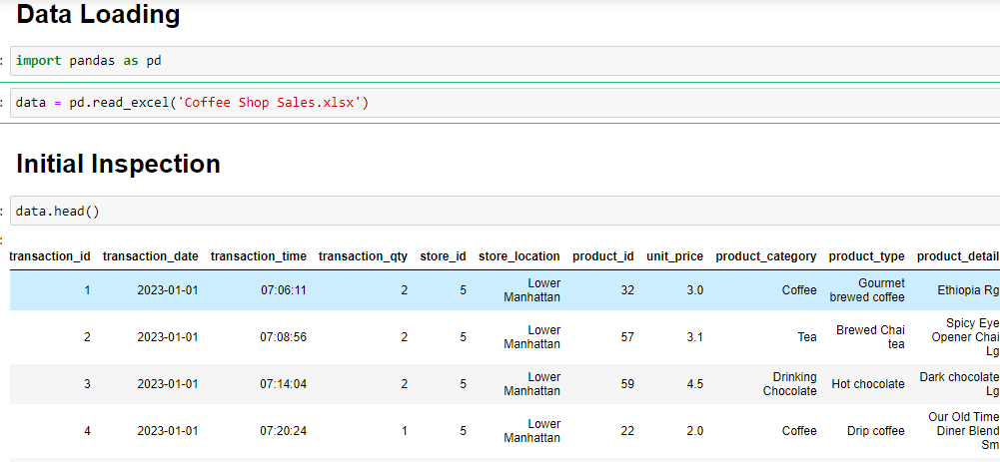 Data Loading
import pandas as pd
data = pd.read_excel('Coffee Shop Sales.xlsx')
Initial Inspection
data.head()
transaction_id transaction_date transaction_time transaction_qty store_id store_location product_id unit_price product_category product_type product_detail
1 2023-01-01 07:06:11 2 5 Lower Manhattan 32 3.0 Coffee Gourmet brewed coffee Ethiopia Rg
2 2023-01-01 07:08:56 2 5 Lower Manhattan 57 3.1 Tea Brewed Chai tea Spicy Eye Opener Chai Lg
3 2023-01-01 07:14:04 2 5 Lower Manhattan 59 4.5 Drinking Chocolate Hot chocolate Dark chocolate Lg
4 2023-01-01 07:20:24 1 5 Lower Manhattan 22 2.0 Coffee Drip coffee Our Old Time Diner Blend Sm